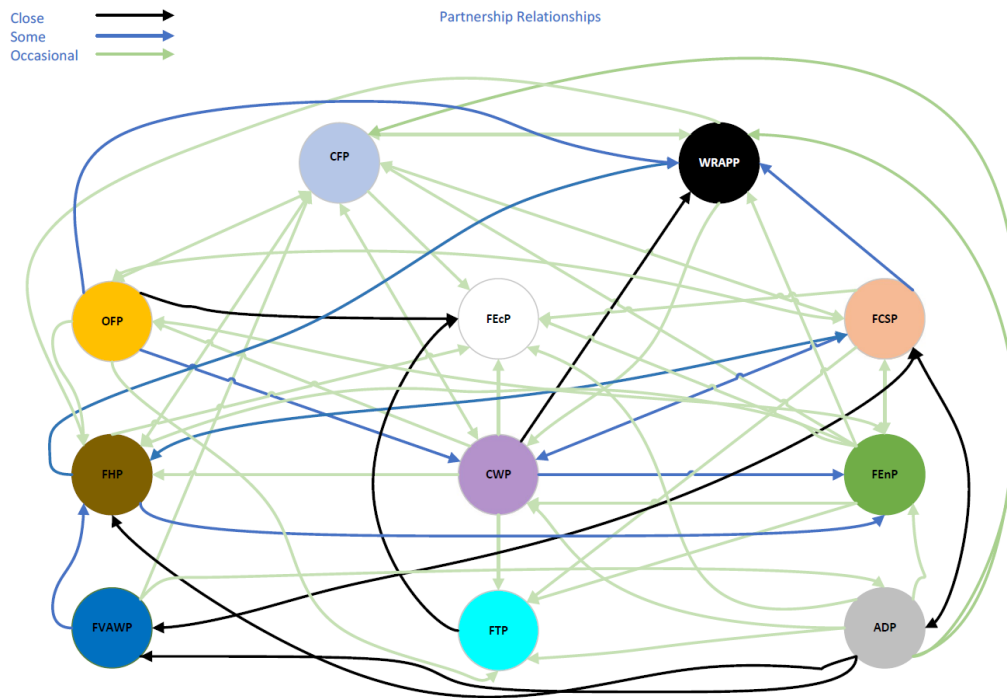 Partnership Relationships
Close
Some
Occasional
CFP
WRAPP
OFP
FEcP
FCSP
FHP
CWP
FEnP
FVAWP
FTP
ADP